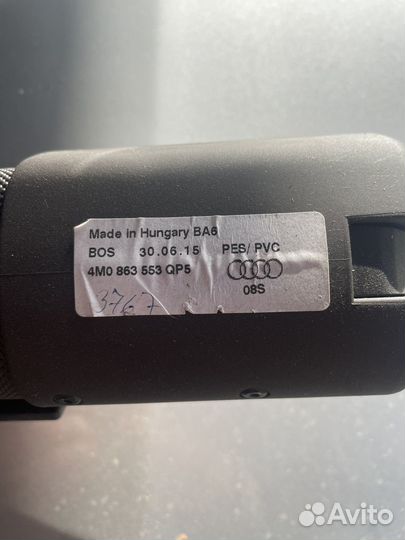 Made in Hungary BA6
BOS 30.06.15 PES/ PVC
4M0 863 553 QP5
08S
3767
Avito